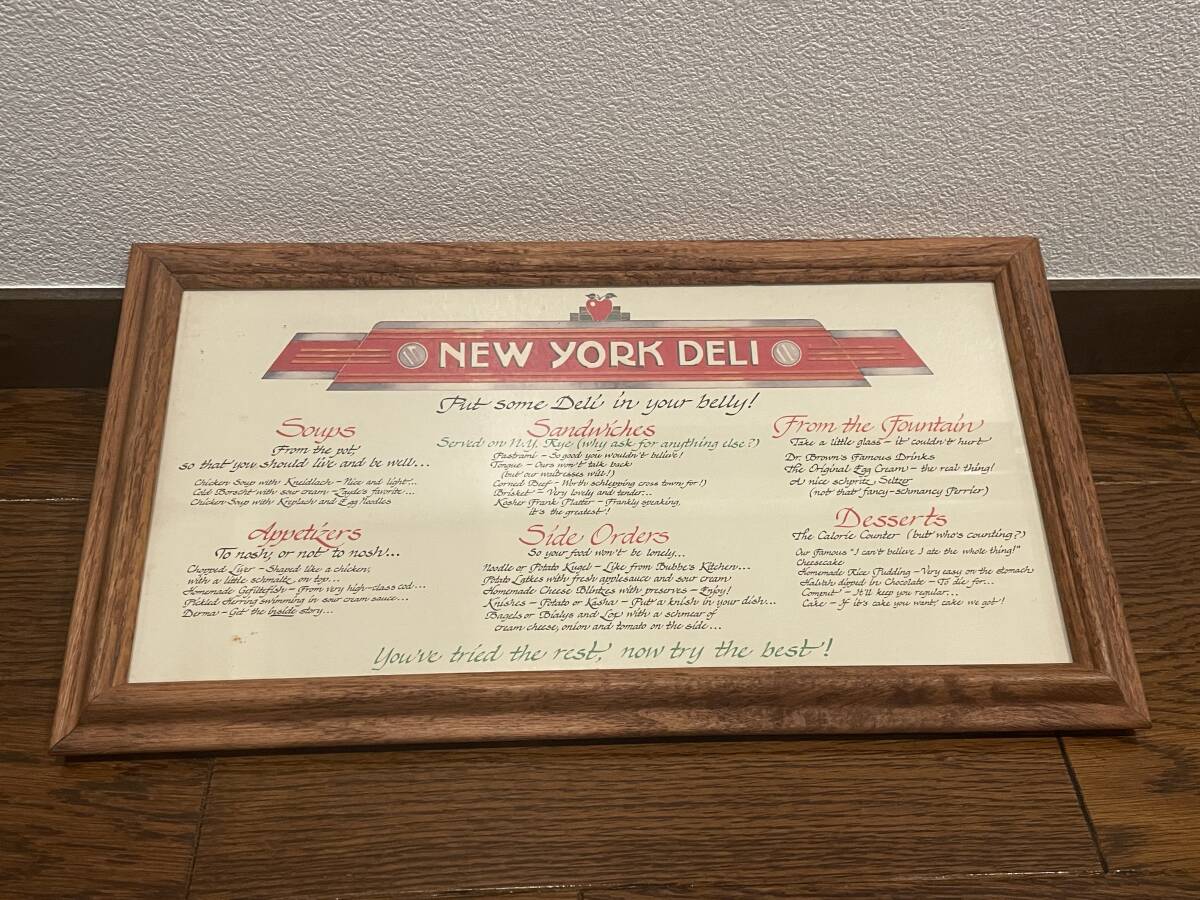 NEW YORK DELI
Put some Deli in your belly!
Soups
From the pot,
so that you should live and be well...
Chicken Soup with Kneidlach - Nice and light...
Cold Borscht with sour cream - Zayde's favorite...
Chicken Soup with Kreplach and Egg Noodles
Appetizers
To nosh, or not to nosh...
Chopped Liver - Shaped like a chicken,
with a little schmaltz on top...
Homemade Gefiltefish - From very high-class cod...
Pickled Herring swimming in sour cream sauce...
Derma - Get the inside story...
Sandwiches
Served on N.Y. Rye (why ask for anything else?)
Pastrami - So good you wouldn't bilive!
Tongue - Ours won't talk back
(but our waitresses will!)
Corned Beef - Worth schlepping cross town for!)
Brisket - Very lovely and tender...
Kosher Frank Platter - Frankly speaking,
it's the greatest!
Side Orders
So your food won't be lonely...
Noodle or Potato Kugel - Like from Bubbe's Kitchen...
Potato Latkes with fresh applesauce and sour cream
Homemade Cheese Blintzes with preserves - Enjoy!
Knishes - Potato or Kasha - Put a knish in your dish...
Bagels or Bialys and Lox with a schmear of
cream cheese, onion and tomato on the side...
From the Fountain
Take a little glass - it couldn't hurt
Dr. Brown's Famous Drinks
The Original Egg Cream - the real thing!
A nice schpritz Seltzer
(not that fancy-schmancy Perrier)
Desserts
The Calorie Counter (but who's counting?)
Our Famous "I can't believe I ate the whole thing!"
Cheesecake
Homemade Rice Pudding - Very easy on the stomach
Halvah dipped in Chocolate - To die for...
Comput - It'll keep you regular...
Cake - If it's cake you want, cake we got!
You've tried the rest, now try the best!